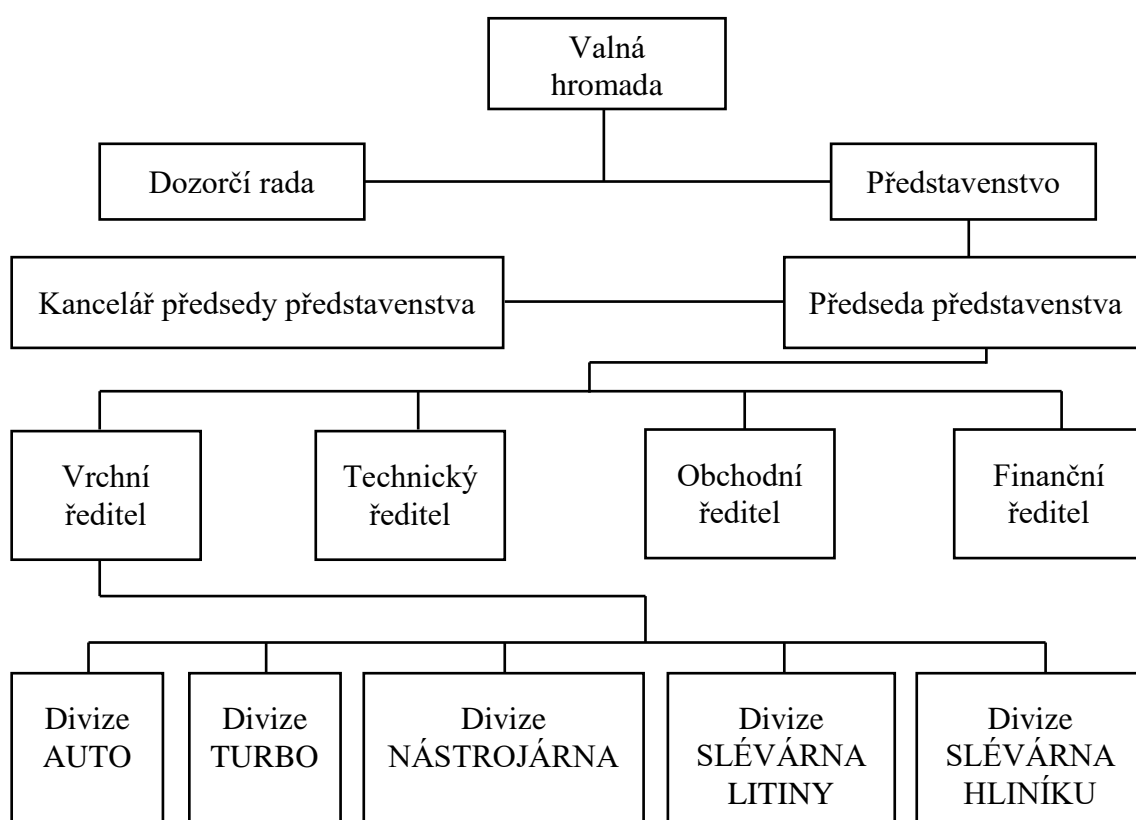 Valná
hromada
Dozorčí rada
Představenstvo
Kancelář předsedy představenstva
Předseda představenstva
Vrchní
ředitel
Technický
ředitel
Obchodní
ředitel
Finanční
ředitel
Divize
AUTO
Divize
TURBO
Divize
NÁSTROJÁRNA
Divize
SLÉVÁRNA
LITINY
Divize
SLÉVÁRNA
HLINÍKU